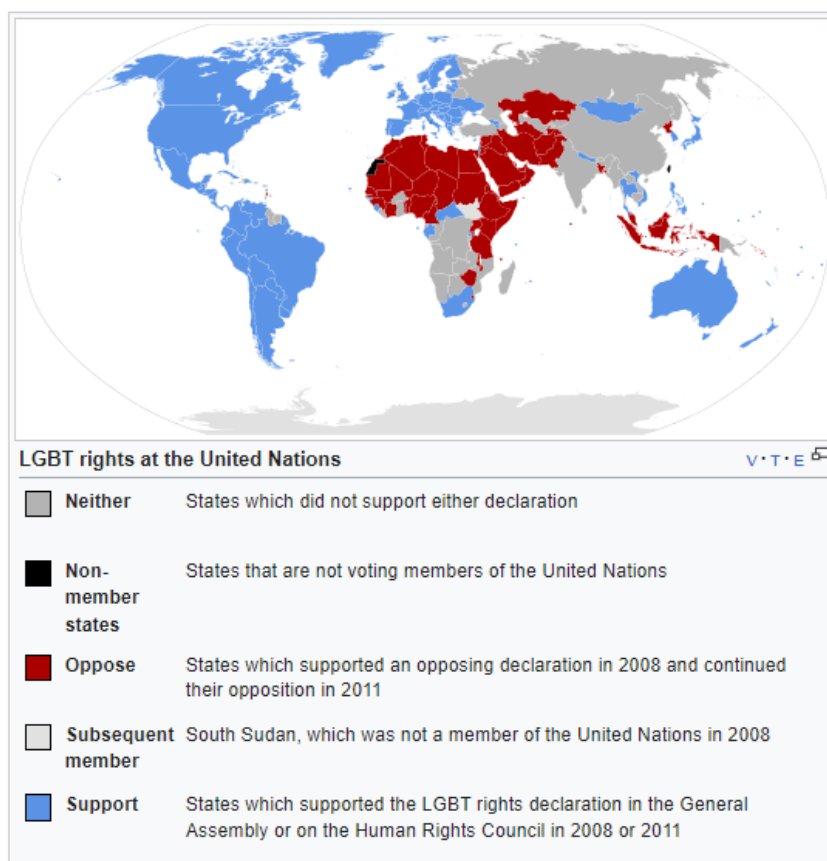 LGBT rights at the United Nations V·T·E
Neither States which did not support either declaration
Non- States that are not voting members of the United Nations
member
states
Oppose States which supported an opposing declaration in 2008 and continued
their opposition in 2011
Subsequent South Sudan, which was not a member of the United Nations in 2008
member
Support States which supported the LGBT rights declaration in the General
Assembly or on the Human Rights Council in 2008 or 2011